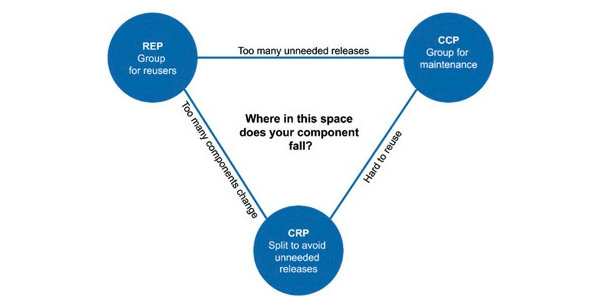 REP
Group
for reusers
Too many unneeded releases
CCP
Group for
maintenance
Where in this space
does your component
fall?
Too many components change
Hard to reuse
CRP
Split to avoid
unneeded
releases